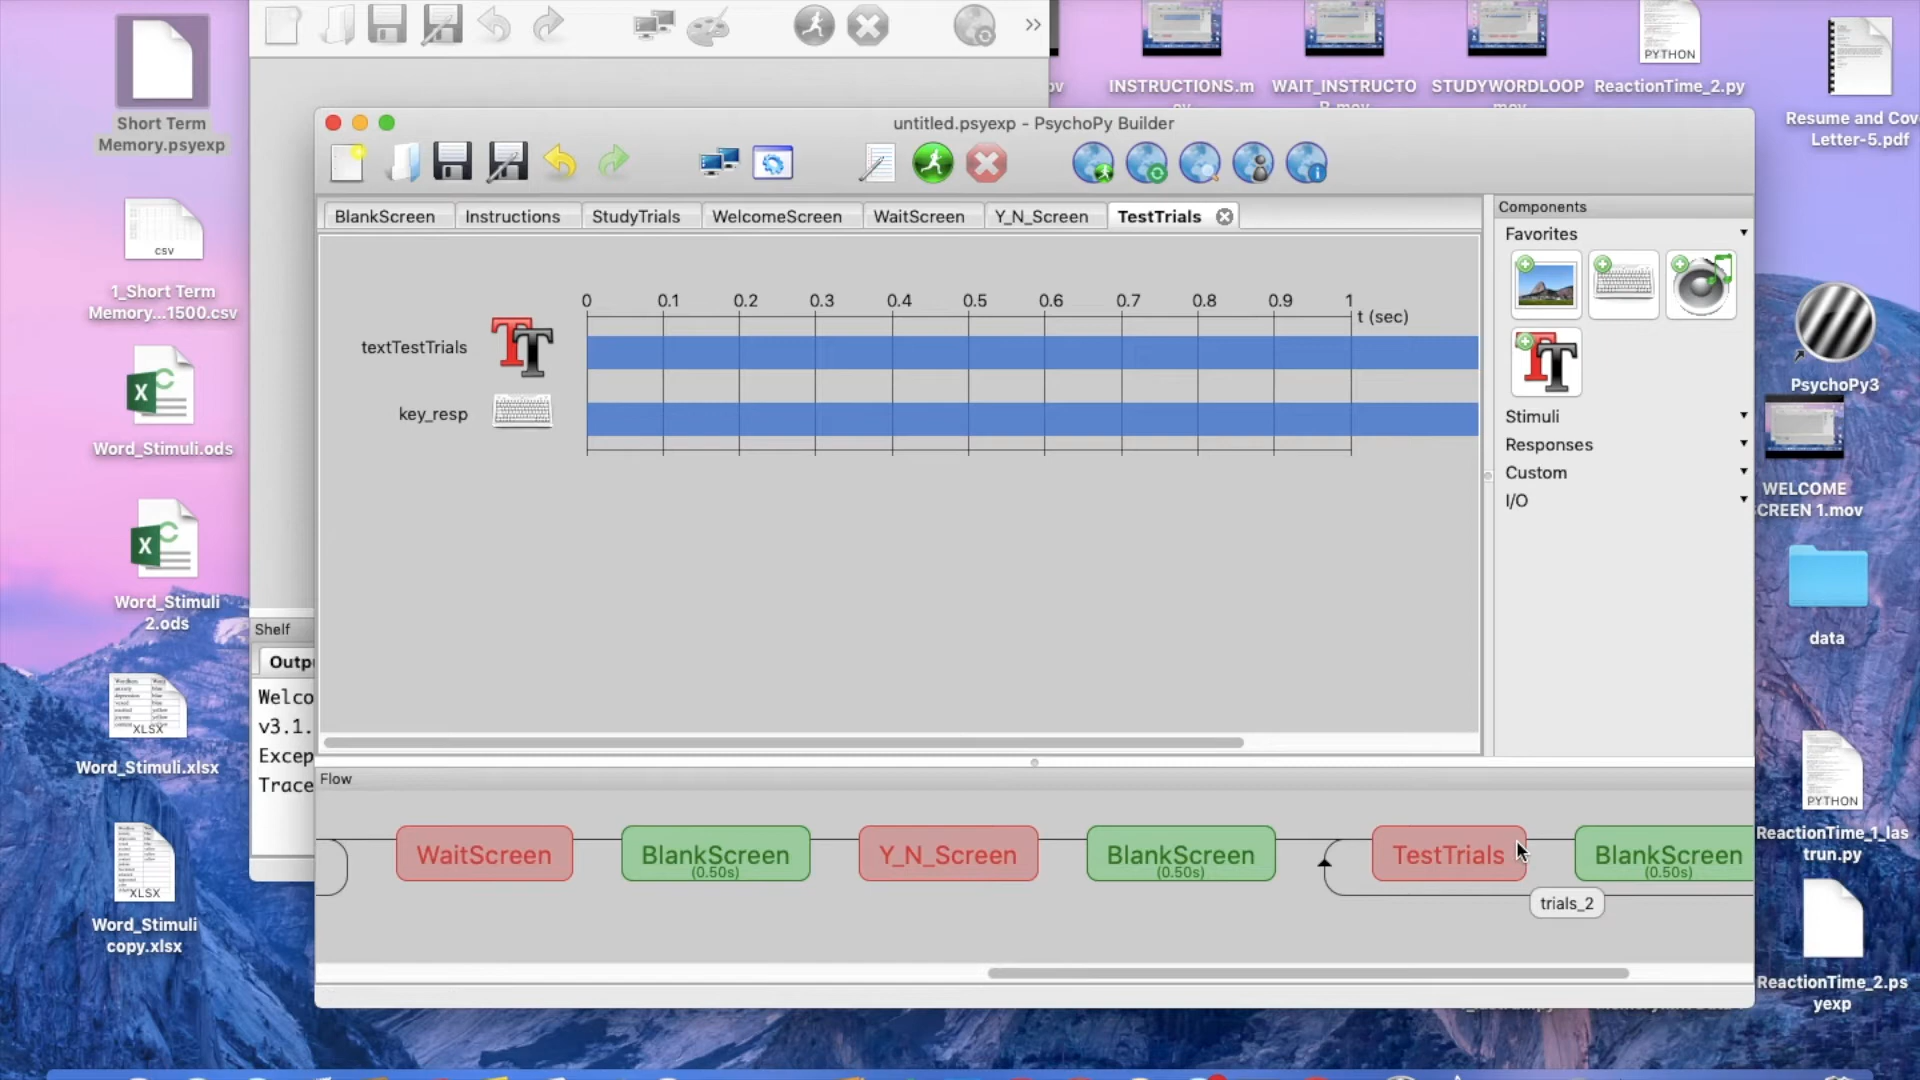 Short Term
Memory.psyexp
csv
1_Short Term
Memory...1500.csv
Word_Stimuli.ods
Word_Stimuli
2.ods
XLSX
Word_Stimuli.xlsx
XLSX
Word_Stimuli
copy.xlsx
INSTRUCTIONS.m
WAIT_INSTRUCTO
STUDYWORDLOOP
PYTHON
ReactionTime_2.py
Resume and Cov
Letter-5.pdf
PsychoPy3
WELCOME
CREEN 1.mov
data
PYTHON
ReactionTime_1_las
trun.py
ReactionTime_2.ps
yexp
Shelf
Outp
Welco
v3.1.
Excep
Trace
untitled.psyexp - PsychoPy Builder
BlankScreen
Instructions
StudyTrials
WelcomeScreen
WaitScreen
Y_N_Screen
TestTrials
0 0.1 0.2 0.3 0.4 0.5 0.6 0.7 0.8 0.9 1
t (sec)
textTestTrials
key_resp
Components
Favorites
Stimuli
Responses
Custom
I/O
Flow
WaitScreen
BlankScreen
(0.50s)
Y_N_Screen
BlankScreen
(0.50s)
TestTrials
BlankScreen
(0.50s)
trials_2